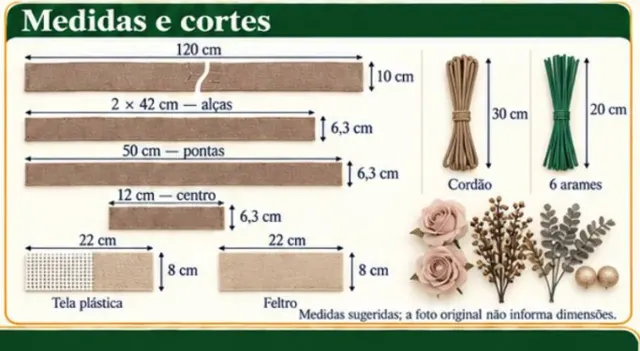 Medidas e cortes
120 cm
10 cm
2 × 42 cm — alças
6,3 cm
50 cm — pontas
6,3 cm
12 cm — centro
6,3 cm
22 cm
8 cm
Tela plástica
22 cm
8 cm
Feltro
30 cm
Cordão
20 cm
6 arames
Medidas sugeridas; a foto original não informa dimensões.